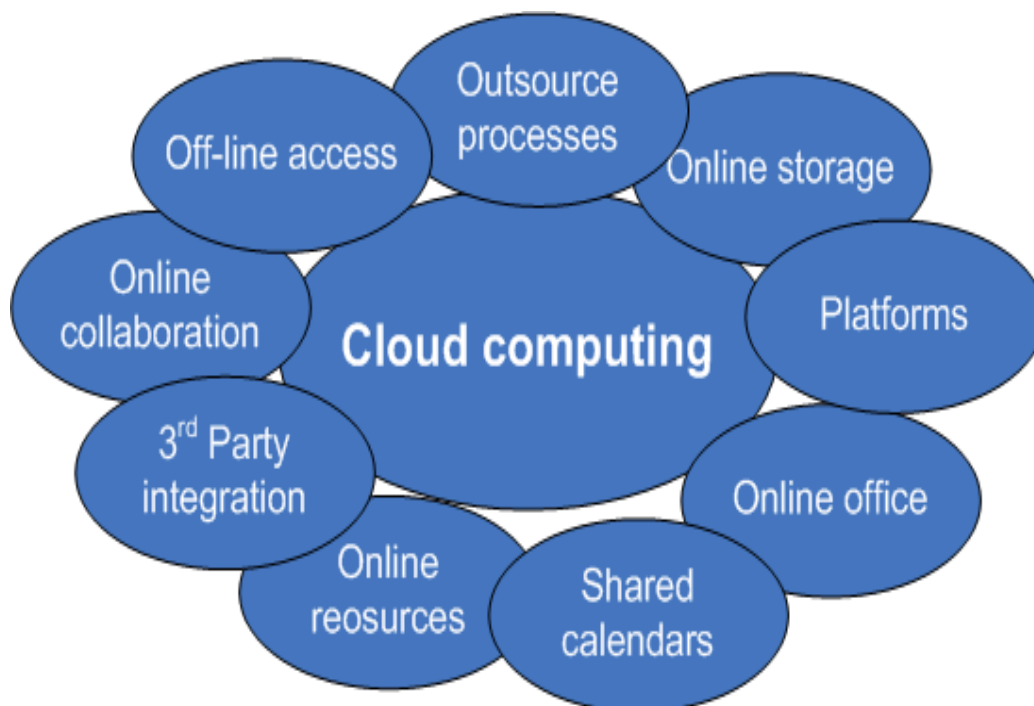 Outsource
processes
Off-line access
Online storage
Online
collaboration
Cloud computing
Platforms
3rd Party
integration
Online office
Online
reosurces
Shared
calendars